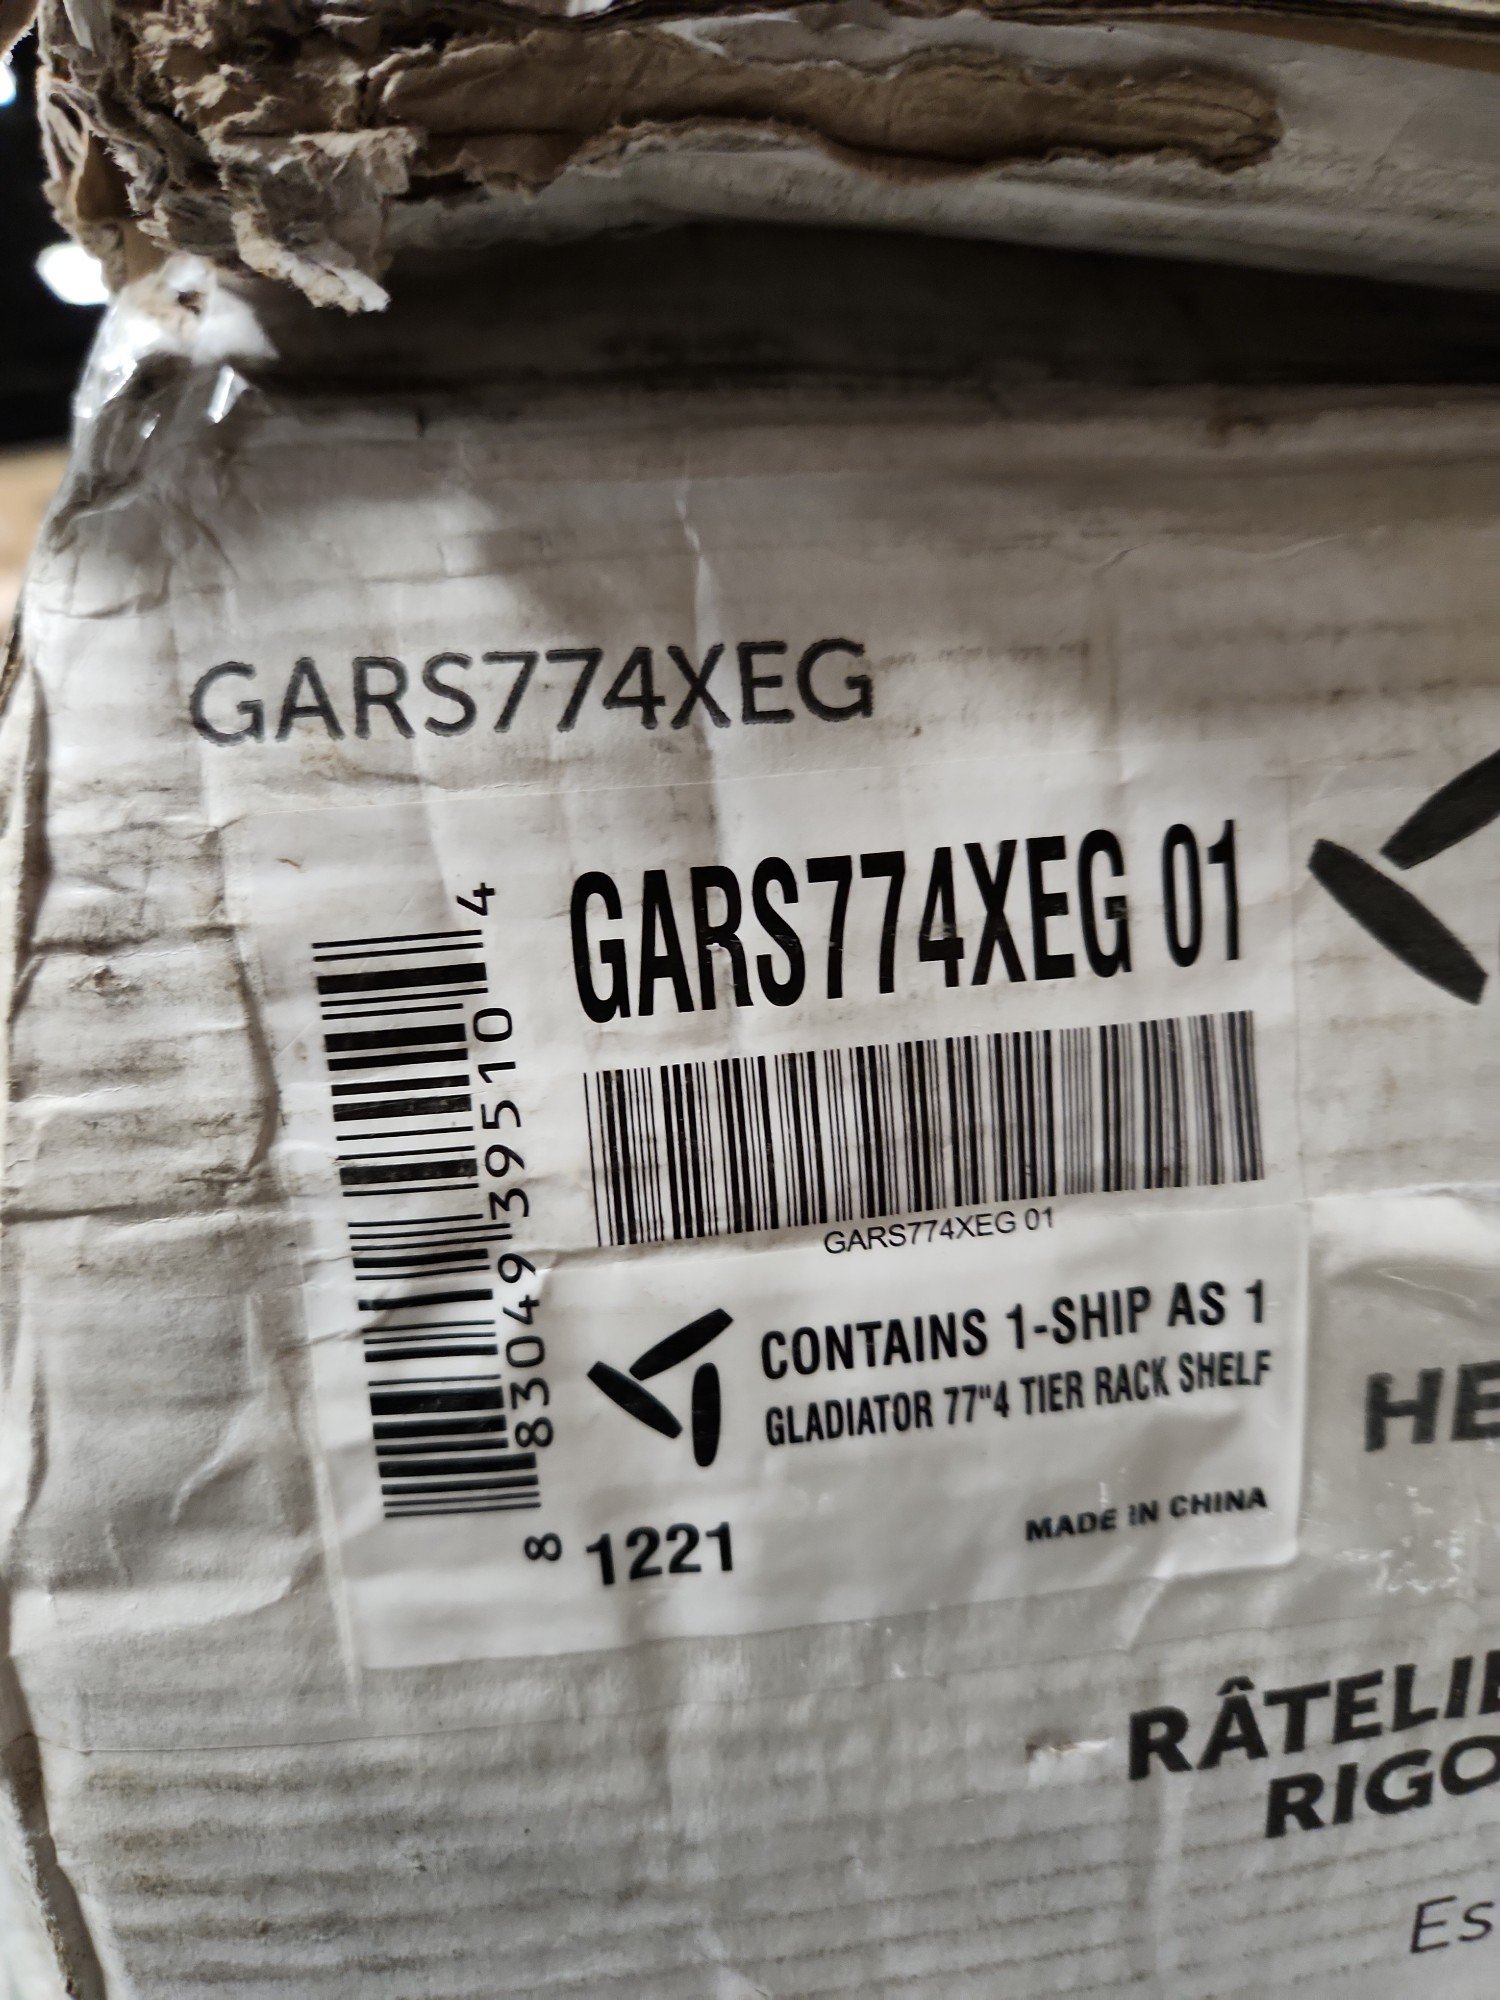 GARS774XEG
GARS774XEG 01
GARS774XEG 01
8 83049 39510 4
CONTAINS 1-SHIP AS 1
GLADIATOR 77"4 TIER RACK SHELF
1221
MADE IN CHINA
HE
RÂTELIE
RIGO
Es